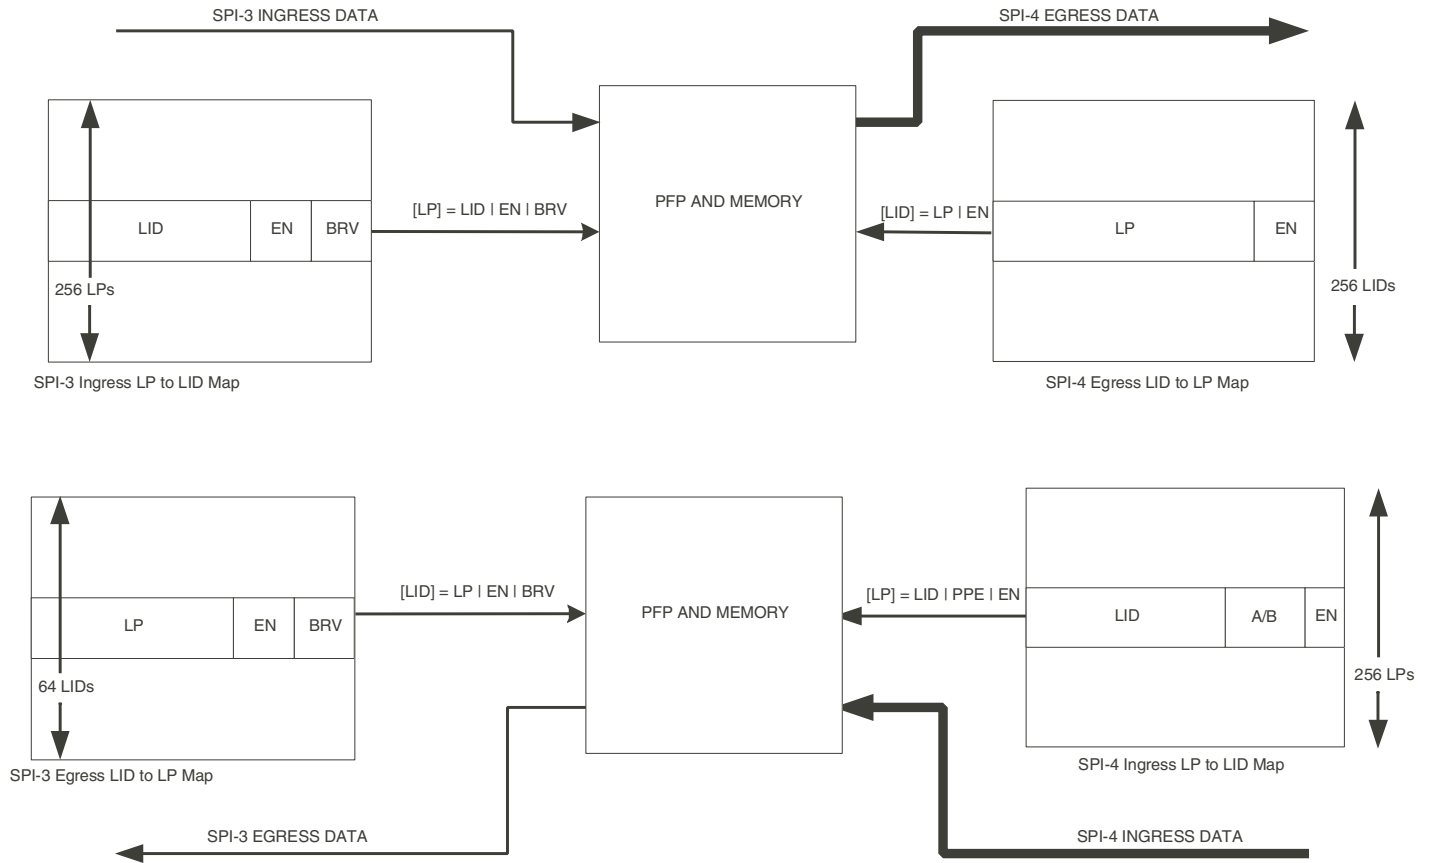 SPI-3 INGRESS DATA
SPI-4 EGRESS DATA
PFP AND MEMORY
[LP] = LID | EN | BRV
[LID] = LP | EN
LID EN BRV
LP EN
256 LPs
256 LIDs
SPI-3 Ingress LP to LID Map
SPI-4 Egress LID to LP Map
[LID] = LP | EN | BRV
[LP] = LID | PPE | EN
PFP AND MEMORY
LP EN BRV
LID A/B EN
64 LIDs
256 LPs
SPI-3 Egress LID to LP Map
SPI-4 Ingress LP to LID Map
SPI-3 EGRESS DATA
SPI-4 INGRESS DATA